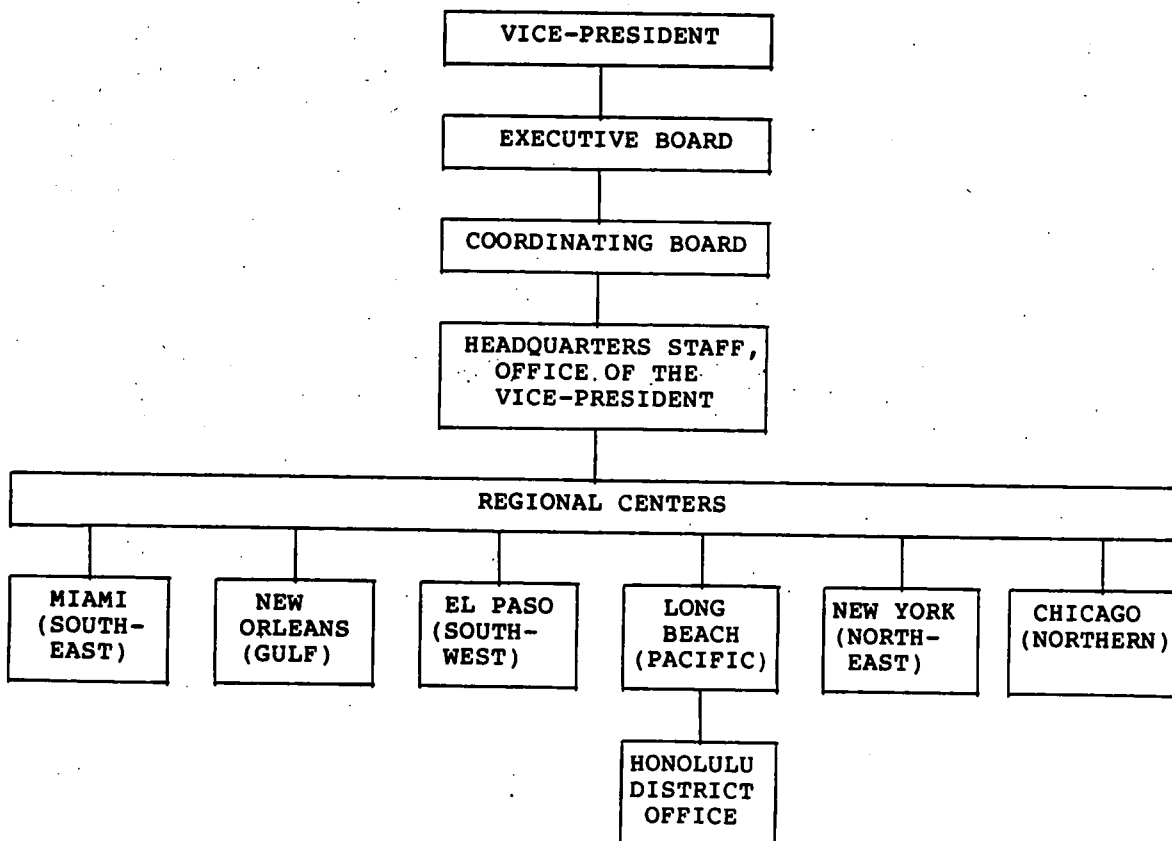 VICE-PRESIDENT
EXECUTIVE BOARD
COORDINATING BOARD
HEADQUARTERS STAFF,
OFFICE OF THE
VICE-PRESIDENT
REGIONAL CENTERS
MIAMI
(SOUTH-
EAST)
NEW
ORLEANS
(GULF)
EL PASO
(SOUTH-
WEST)
LONG
BEACH
(PACIFIC)
NEW YORK
(NORTH-
EAST)
CHICAGO
(NORTHERN)
HONOLULU
DISTRICT
OFFICE